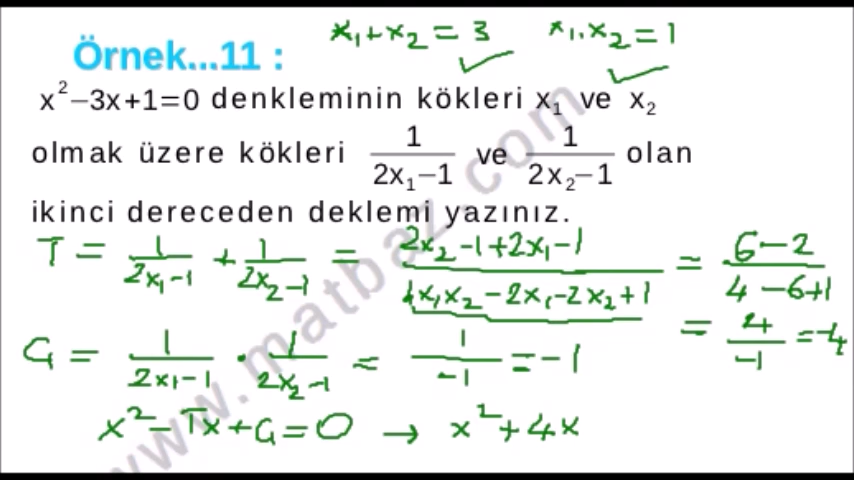 x₁+x₂ = 3 x₁.x₂ = 1
Örnek...11 :
x²−3x+1=0 denkleminin kökleri x₁ ve x₂
olmak üzere kökleri 1/(2x₁−1) ve 1/(2x₂−1) olan
ikinci dereceden deklemi yazınız.
T = 1/(2x₁−1) + 1/(2x₂−1) = (2x₂−1+2x₁−1)/(4x₁x₂−2x₁−2x₂+1) = (6−2)/(4−6+1)
= 4/−1 = −4
G = 1/(2x₁−1) . 1/(2x₂−1) = 1/−1 = −1
x²−Tx+G=0 → x²+4x
www.matbaz.com